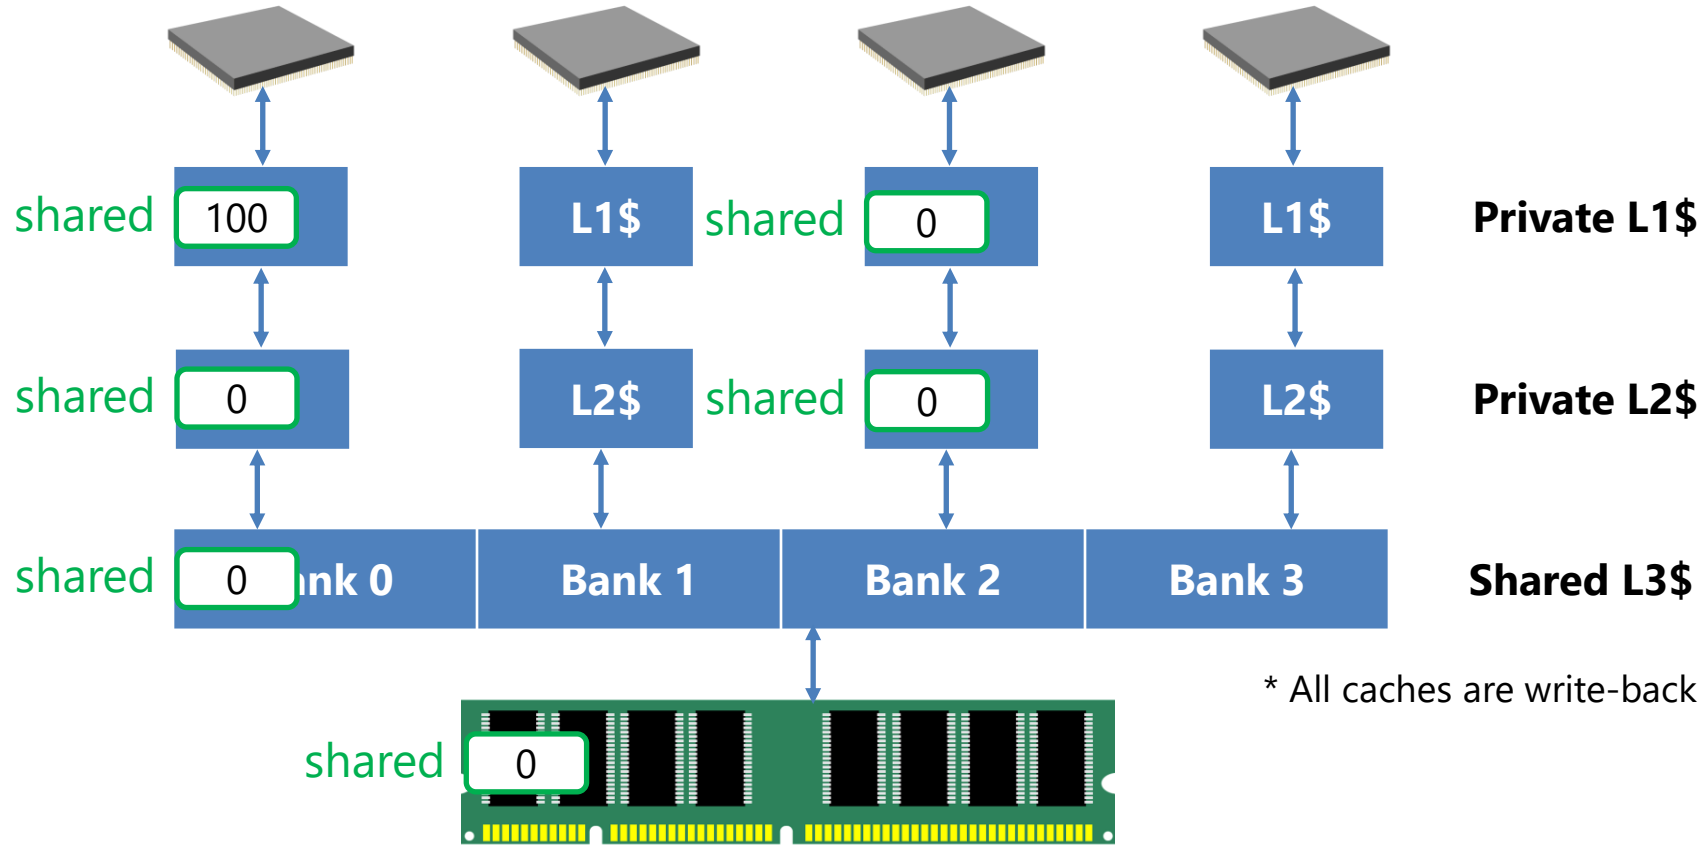 shared 100 L1$ shared 0 L1$ Private L1$
shared 0 L2$ shared 0 L2$ Private L2$
shared 0 nk 0 Bank 1 Bank 2 Bank 3 Shared L3$
* All caches are write-back
shared 0